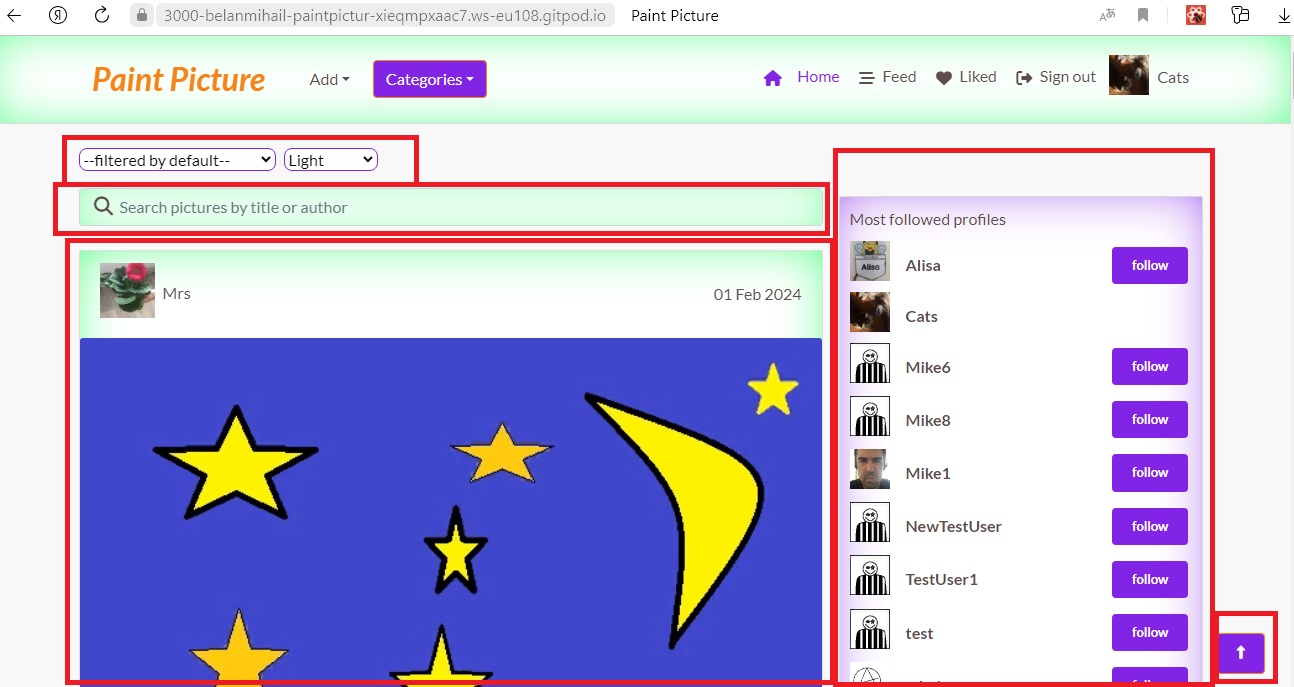 3000-belanmihail-paintpictur-xieqmpxaac7.ws-eu108.gitpod.io Paint Picture
Paint Picture Add Categories Home Feed Liked Sign out Cats
--filtered by default-- Light
Search pictures by title or author
Mrs 01 Feb 2024
Most followed profiles
Alisa follow
Cats
Mike6 follow
Mike8 follow
Mike1 follow
NewTestUser follow
TestUser1 follow
test follow